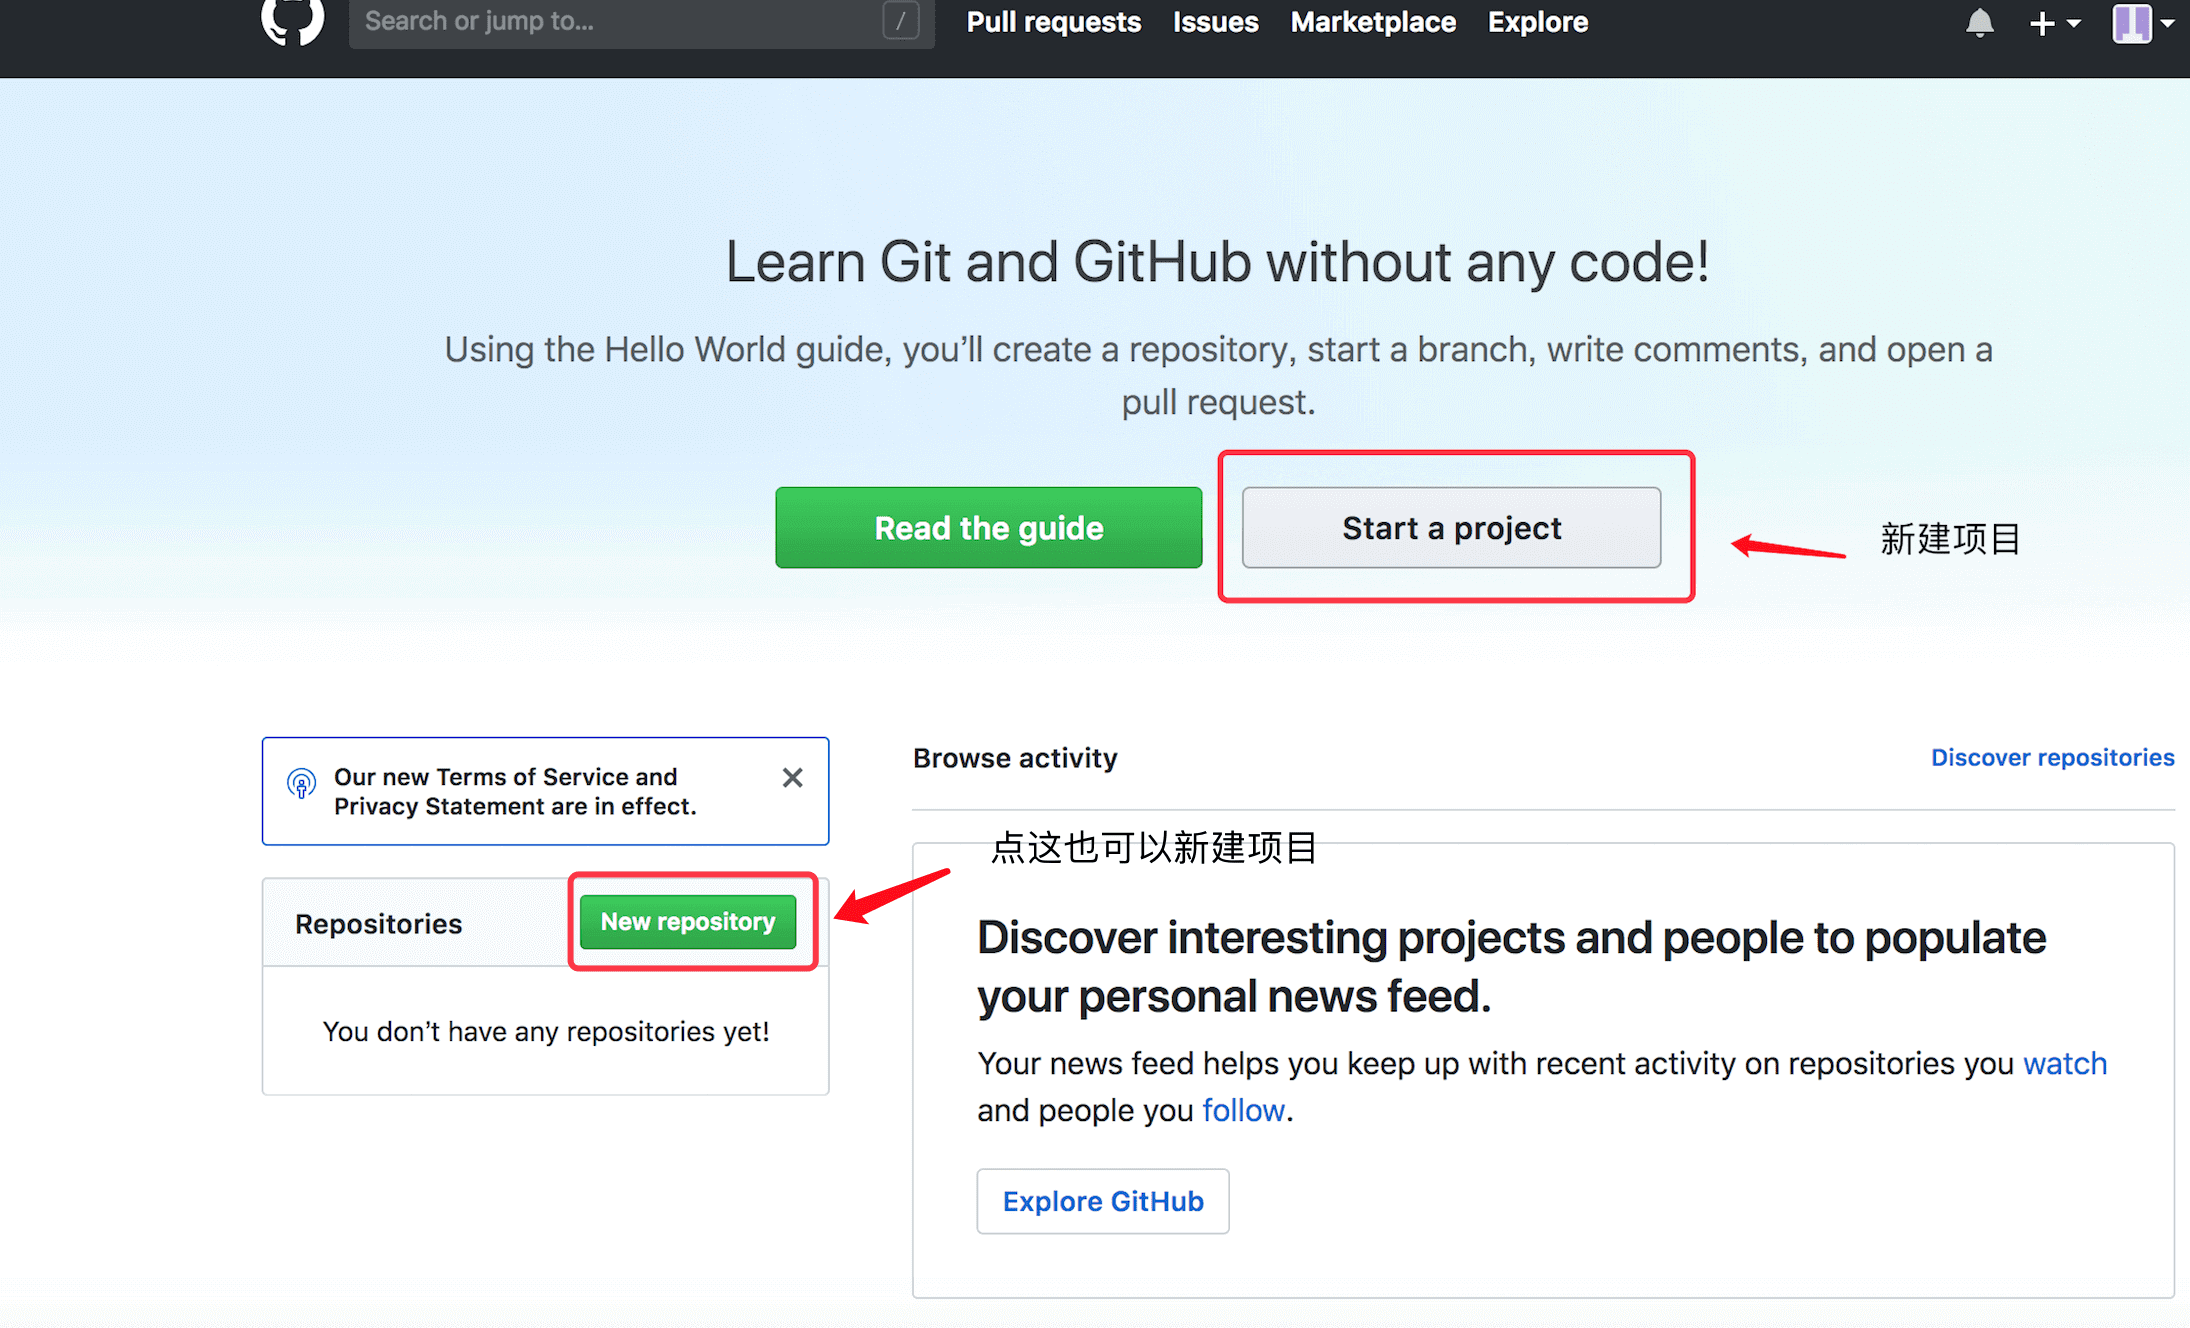 Search or jump to... /
Pull requests Issues Marketplace Explore
Learn Git and GitHub without any code!
Using the Hello World guide, you’ll create a repository, start a branch, write comments, and open a
pull request.
Read the guide
Start a project
新建项目
Our new Terms of Service and
Privacy Statement are in effect.
Repositories
New repository
You don’t have any repositories yet!
Browse activity
Discover repositories
点这也可以新建项目
Discover interesting projects and people to populate
your personal news feed.
Your news feed helps you keep up with recent activity on repositories you watch
and people you follow.
Explore GitHub